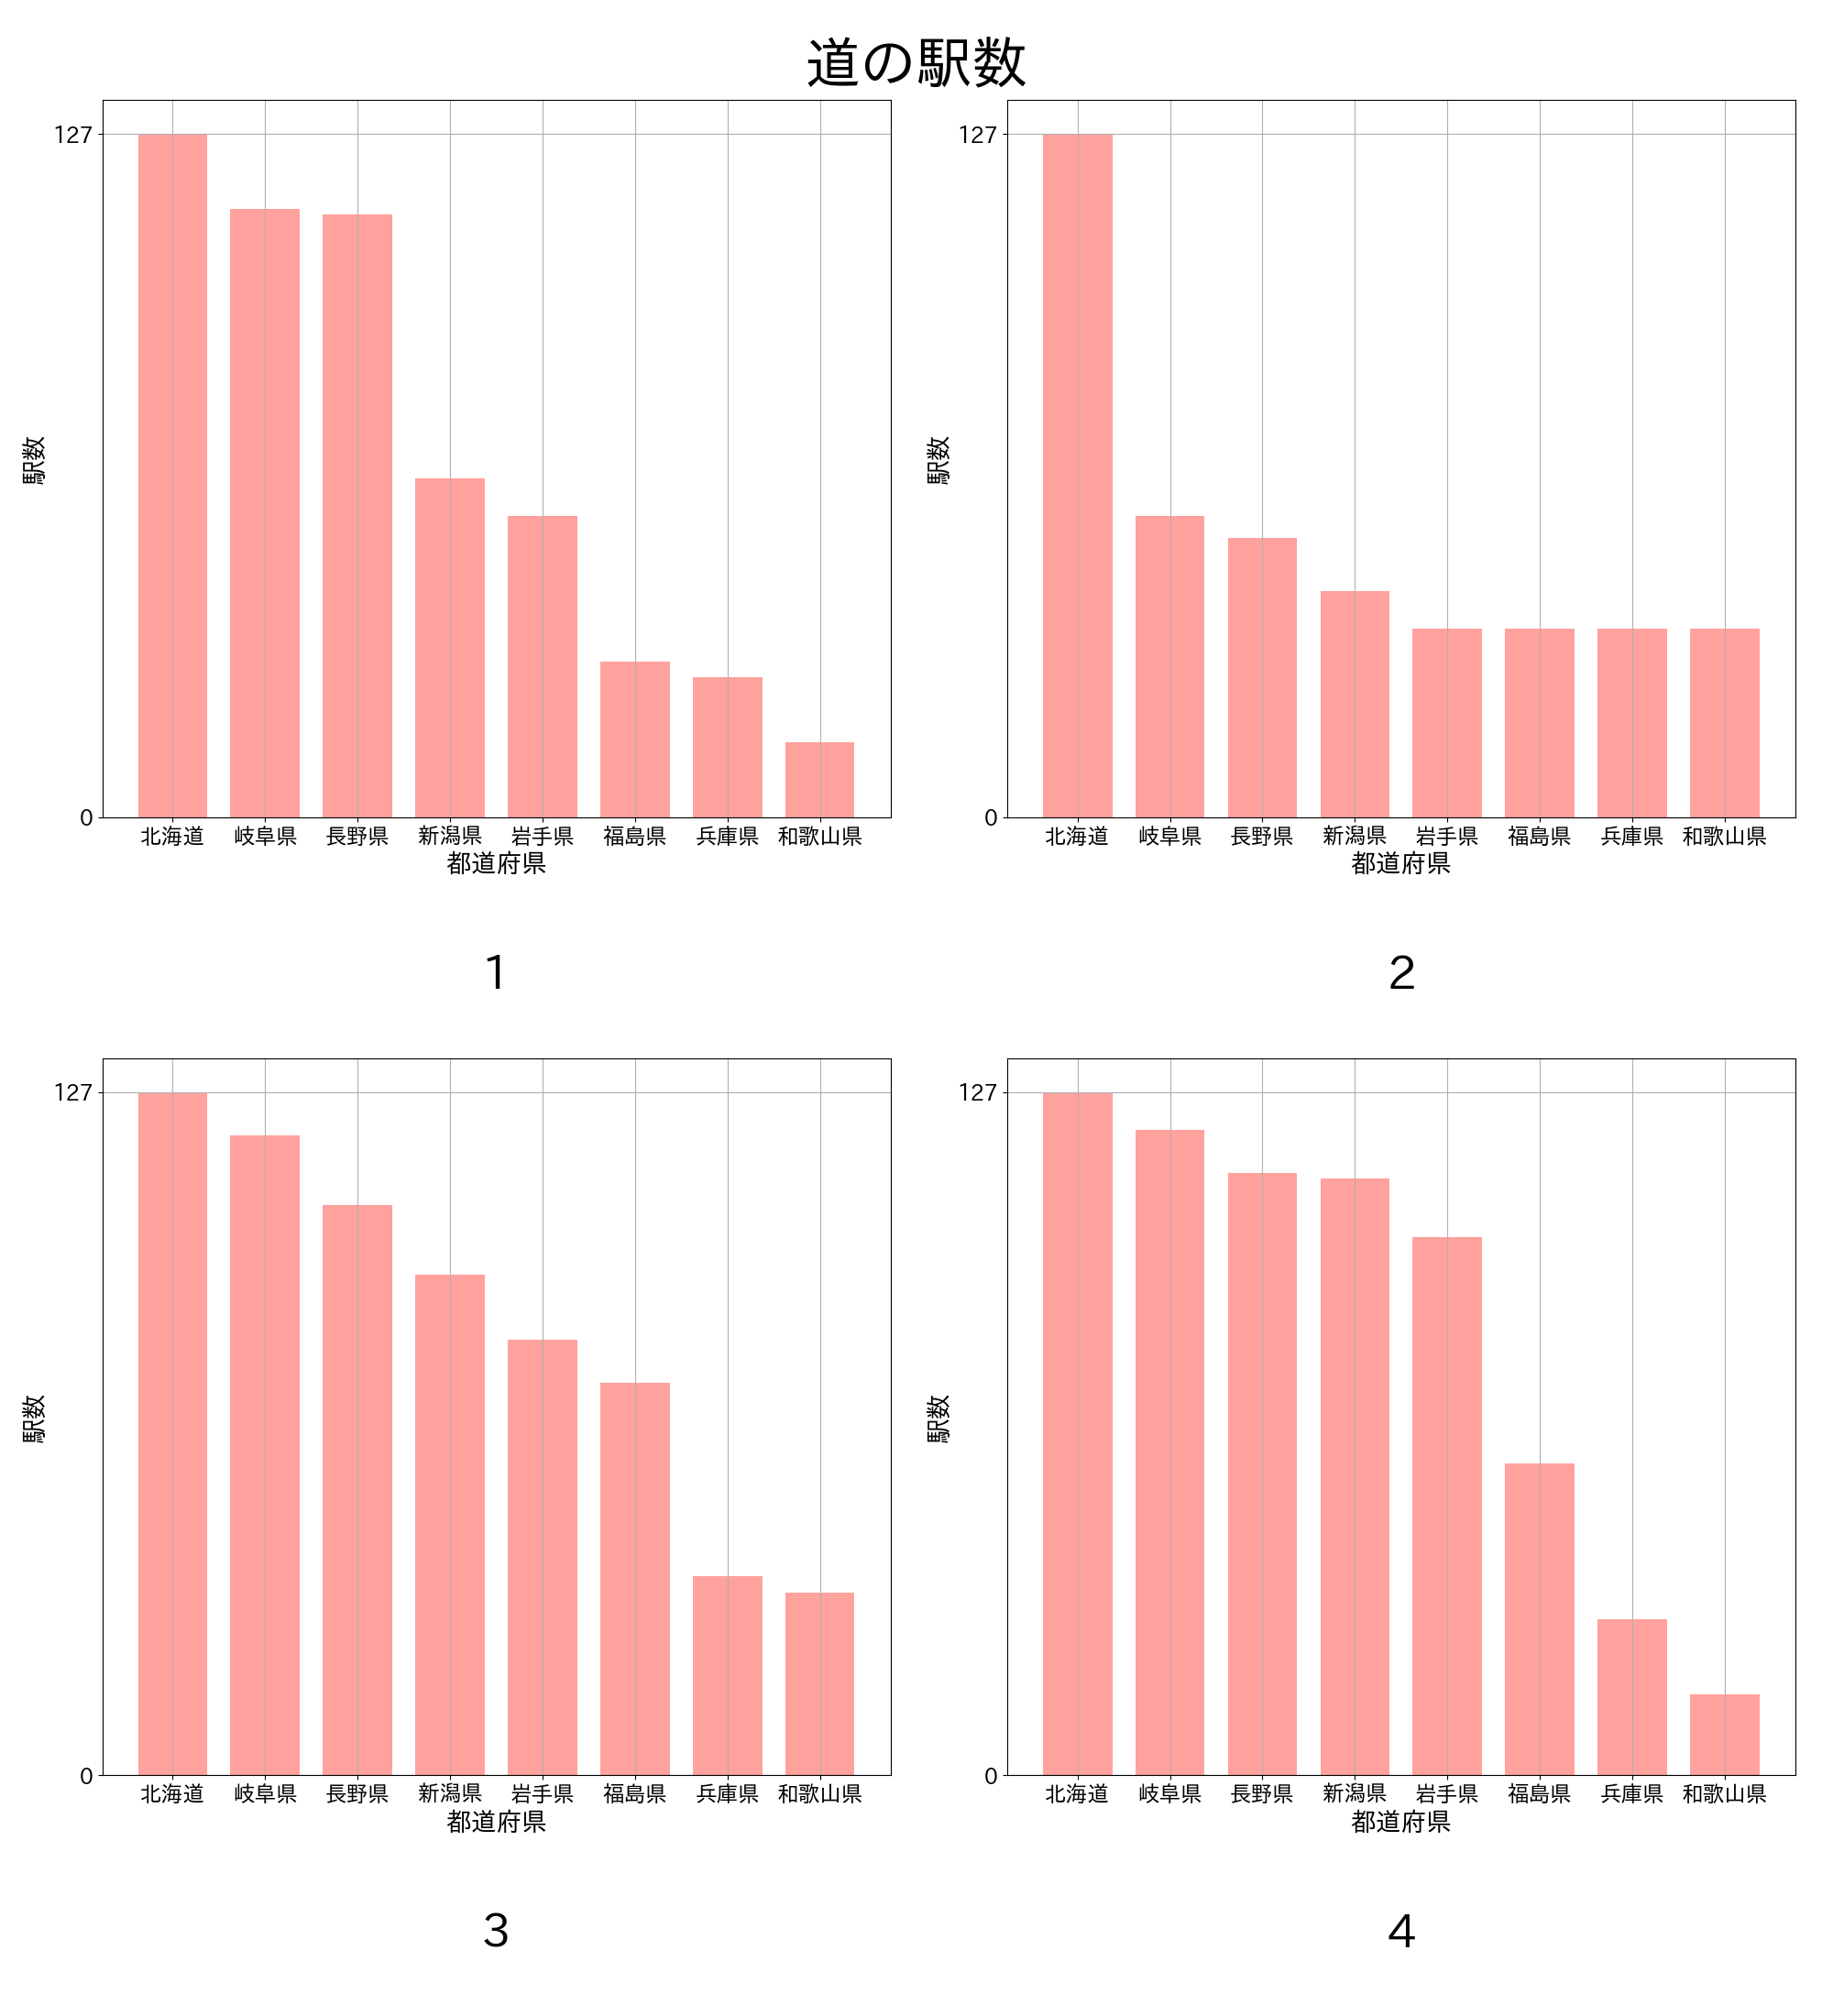 道の駅数
127
駅数
0
北海道 岐阜県 長野県 新潟県 岩手県 福島県 兵庫県 和歌山県
都道府県
1
127
駅数
0
北海道 岐阜県 長野県 新潟県 岩手県 福島県 兵庫県 和歌山県
都道府県
2
127
駅数
0
北海道 岐阜県 長野県 新潟県 岩手県 福島県 兵庫県 和歌山県
都道府県
3
127
駅数
0
北海道 岐阜県 長野県 新潟県 岩手県 福島県 兵庫県 和歌山県
都道府県
4